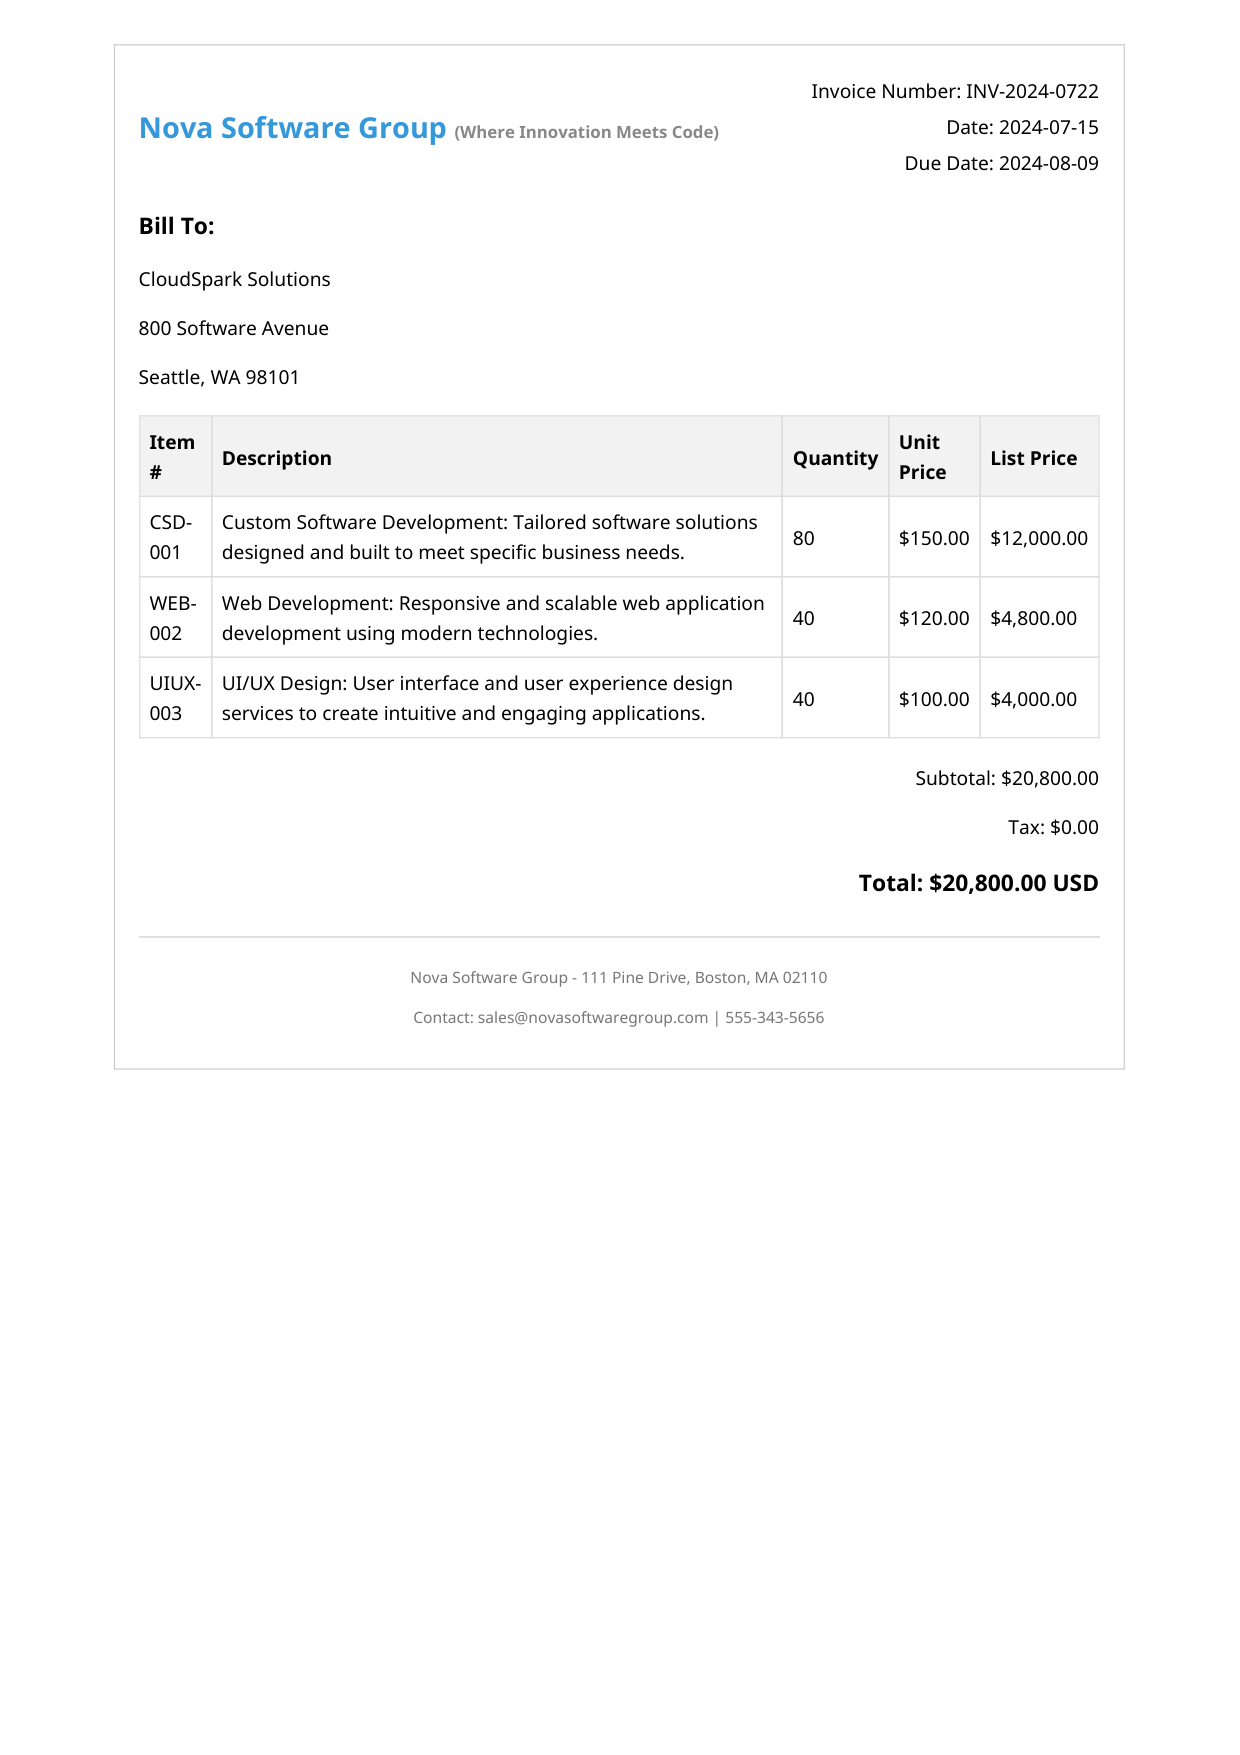 Nova Software Group (Where Innovation Meets Code)
Invoice Number: INV-2024-0722
Date: 2024-07-15
Due Date: 2024-08-09
Bill To:
CloudSpark Solutions
800 Software Avenue
Seattle, WA 98101
Item # Description Quantity Unit Price List Price
CSD-001 Custom Software Development: Tailored software solutions designed and built to meet specific business needs. 80 $150.00 $12,000.00
WEB-002 Web Development: Responsive and scalable web application development using modern technologies. 40 $120.00 $4,800.00
UIUX-003 UI/UX Design: User interface and user experience design services to create intuitive and engaging applications. 40 $100.00 $4,000.00
Subtotal: $20,800.00
Tax: $0.00
Total: $20,800.00 USD
Nova Software Group - 111 Pine Drive, Boston, MA 02110
Contact: sales@novasoftwaregroup.com | 555-343-5656